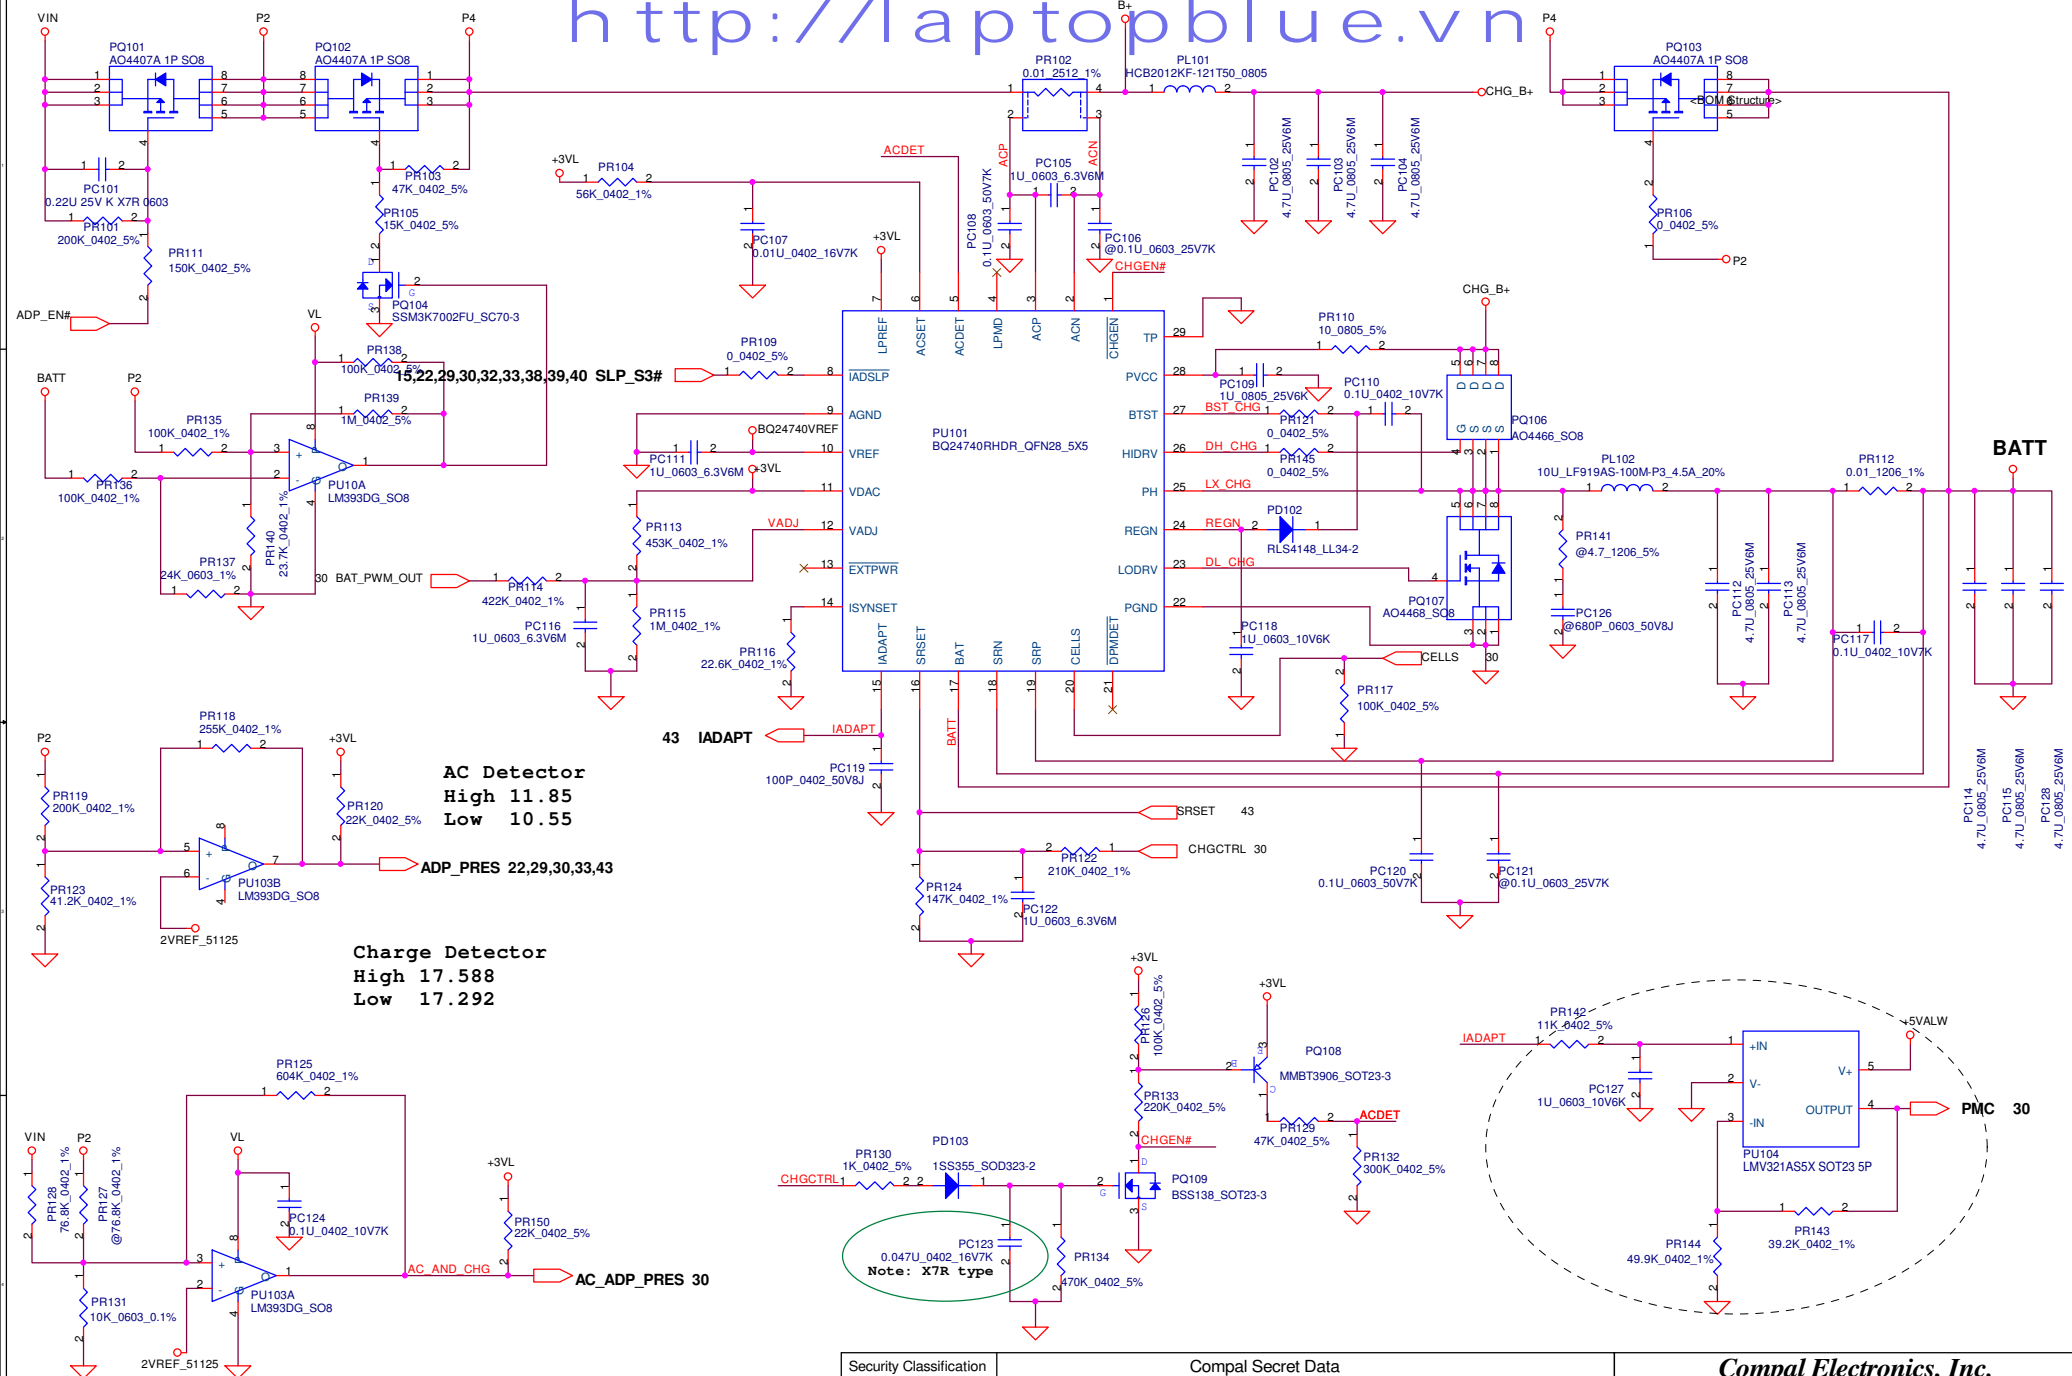 http://laptopblue.vn
VIN
P2
P4
B+
P4
PQ101
AO4407A 1P SO8
PQ102
AO4407A 1P SO8
PR102
0.01_2512_1%
PL101
HCB2012KF-121T50_0805
CHG_B+
PQ103
AO4407A 1P SO8
<BOM Structure>
PC101
0.22U 25V K X7R 0603
PR101
200K_0402_5%
PR111
150K_0402_5%
ADP_EN#
PR103
47K_0402_5%
PR105
15K_0402_5%
PQ104
SSM3K7002FU_SC70-3
+3VL
PR104
56K_0402_1%
PC107
0.01U_0402_16V7K
ACDET
+3VL
ACP
ACN
PC105
1U_0603_6.3V6M
PC108
0.1U_0603_50V7K
PC106
@0.1U_0603_25V7K
CHGEN#
PC102
4.7U_0805_25V6M
PC103
4.7U_0805_25V6M
PC104
4.7U_0805_25V6M
PR106
0_0402_5%
P2
VL
PR138
100K_0402_5%
PR139
1M_0402_5%
BATT
P2
PR135
100K_0402_1%
PR136
100K_0402_1%
PU10A
LM393DG_SO8
PR140
23.7K_0402_1%
PR137
24K_0603_1%
PR109
0_0402_5%
15,22,29,30,32,33,38,39,40 SLP_S3#
BQ24740VREF
PC111
1U_0603_6.3V6M
+3VL
PR113
453K_0402_1%
VADJ
30 BAT_PWM_OUT
PR114
422K_0402_1%
PC116
1U_0603_6.3V6M
PR115
1M_0402_1%
PR116
22.6K_0402_1%
PU101
BQ24740RHDR_QFN28_5X5
LPREF
ACSET
ACDET
LPMD
ACP
ACN
CHGEN
IADSLP
AGND
VREF
VDAC
VADJ
EXTPWR
ISYNSET
IADAPT
SRSET
BAT
SRN
SRP
CELLS
DPMDET
TP
PVCC
BTST
HIDRV
PH
REGN
LODRV
PGND
CHG_B+
PR110
10_0805_5%
PC109
1U_0805_25V6K
PC110
0.1U_0402_10V7K
BST_CHG
PR121
0_0402_5%
DH_CHG
PR145
0_0402_5%
LX_CHG
REGN
PD102
RLS4148_LL34-2
DL_CHG
PQ106
AO4466_SO8
PQ107
AO4468_SO8
PC118
1U_0603_10V6K
CELLS
30
PR117
100K_0402_5%
PL102
10U_LF919AS-100M-P3_4.5A_20%
PR141
@4.7_1206_5%
PC126
@680P_0603_50V8J
PR112
0.01_1206_1%
BATT
PC112
4.7U_0805_25V6M
PC113
4.7U_0805_25V6M
PC117
0.1U_0402_10V7K
PC114
4.7U_0805_25V6M
PC115
4.7U_0805_25V6M
PC128
4.7U_0805_25V6M
P2
PR118
255K_0402_1%
+3VL
PR119
200K_0402_1%
PR120
22K_0402_5%
PR123
41.2K_0402_1%
PU103B
LM393DG_SO8
2VREF_51125
ADP_PRES 22,29,30,33,43
AC Detector
High 11.85
Low 10.55
Charge Detector
High 17.588
Low 17.292
43 IADAPT
IADAPT
PC119
100P_0402_50V8J
BATT
SRSET 43
CHGCTRL 30
PR122
210K_0402_1%
PR124
147K_0402_1%
PC122
1U_0603_6.3V6M
PC120
0.1U_0603_50V7K
PC121
@0.1U_0603_25V7K
PR125
604K_0402_1%
VIN
P2
VL
+3VL
PR128
76.8K_0402_1%
PR127
@76.8K_0402_1%
PC124
0.1U_0402_10V7K
PR150
22K_0402_5%
PR131
10K_0603_0.1%
PU103A
LM393DG_SO8
2VREF_51125
AC_AND_CHG
AC_ADP_PRES 30
+3VL
PR126
100K_0402_5%
+3VL
PQ108
MMBT3906_SOT23-3
PR133
220K_0402_5%
CHGEN#
PR129
47K_0402_5%
ACDET
PR132
300K_0402_5%
CHGCTRL
PR130
1K_0402_5%
PD103
1SS355_SOD323-2
PQ109
BSS138_SOT23-3
PC123
0.047U_0402_16V7K
Note: X7R type
PR134
470K_0402_5%
IADAPT
PR142
11K_0402_5%
PC127
1U_0603_10V6K
+5VALW
+IN
V-
-IN
V+
OUTPUT
PU104
LMV321AS5X SOT23 5P
PMC 30
PR143
39.2K_0402_1%
PR144
49.9K_0402_1%
Security Classification
Compal Secret Data
Compal Electronics, Inc.